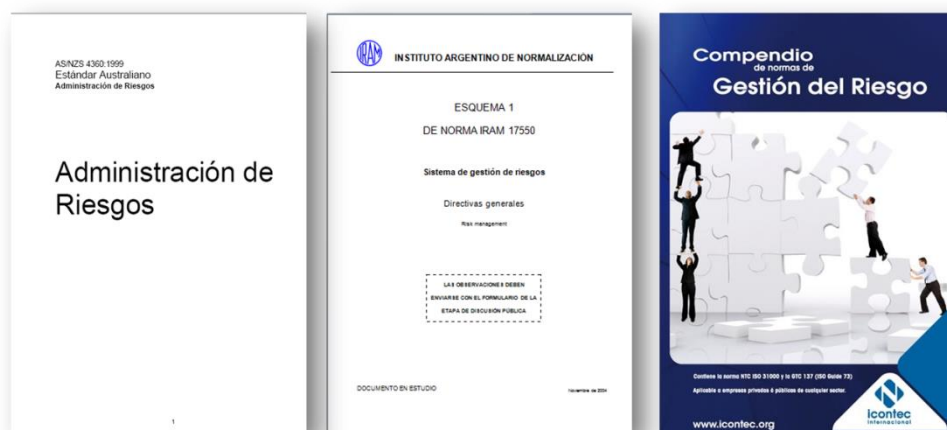 AS/NZS 4360:1999
Estándar Australiano
Administración de Riesgos
Administración de
Riesgos
1
IRAM
INSTITUTO ARGENTINO DE NORMALIZACIÓN
ESQUEMA 1
DE NORMA IRAM 17550
Sistema de gestión de riesgos
Directivas generales
Risk management
LAS OBSERVACIONES DEBEN
ENVIARSE CON EL FORMULARIO DE LA
ETAPA DE DISCUSIÓN PÚBLICA
DOCUMENTO EN ESTUDIO
Noviembre de 2004
Compendio
de normas de
Gestión del Riesgo
Contiene la norma NTC ISO 31000 y la GTC 137 (ISO Guide 73)
Aplicable a empresas privadas ó públicas de cualquier sector.
www.icontec.org
icontec
internacional